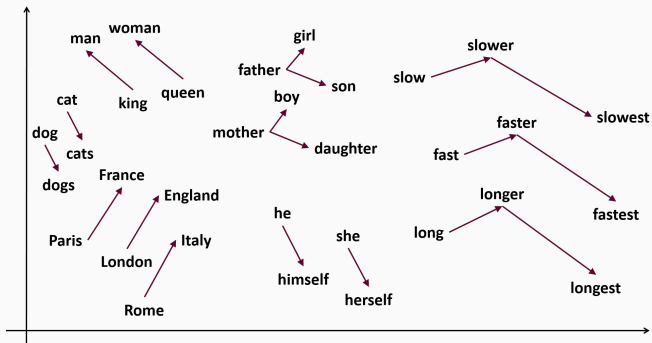 man
woman
king
queen
cat
cats
dog
dogs
France
England
Italy
Paris
London
Rome
girl
father
son
boy
mother
daughter
he
himself
she
herself
slower
slow
slowest
faster
fast
fastest
longer
long
longest